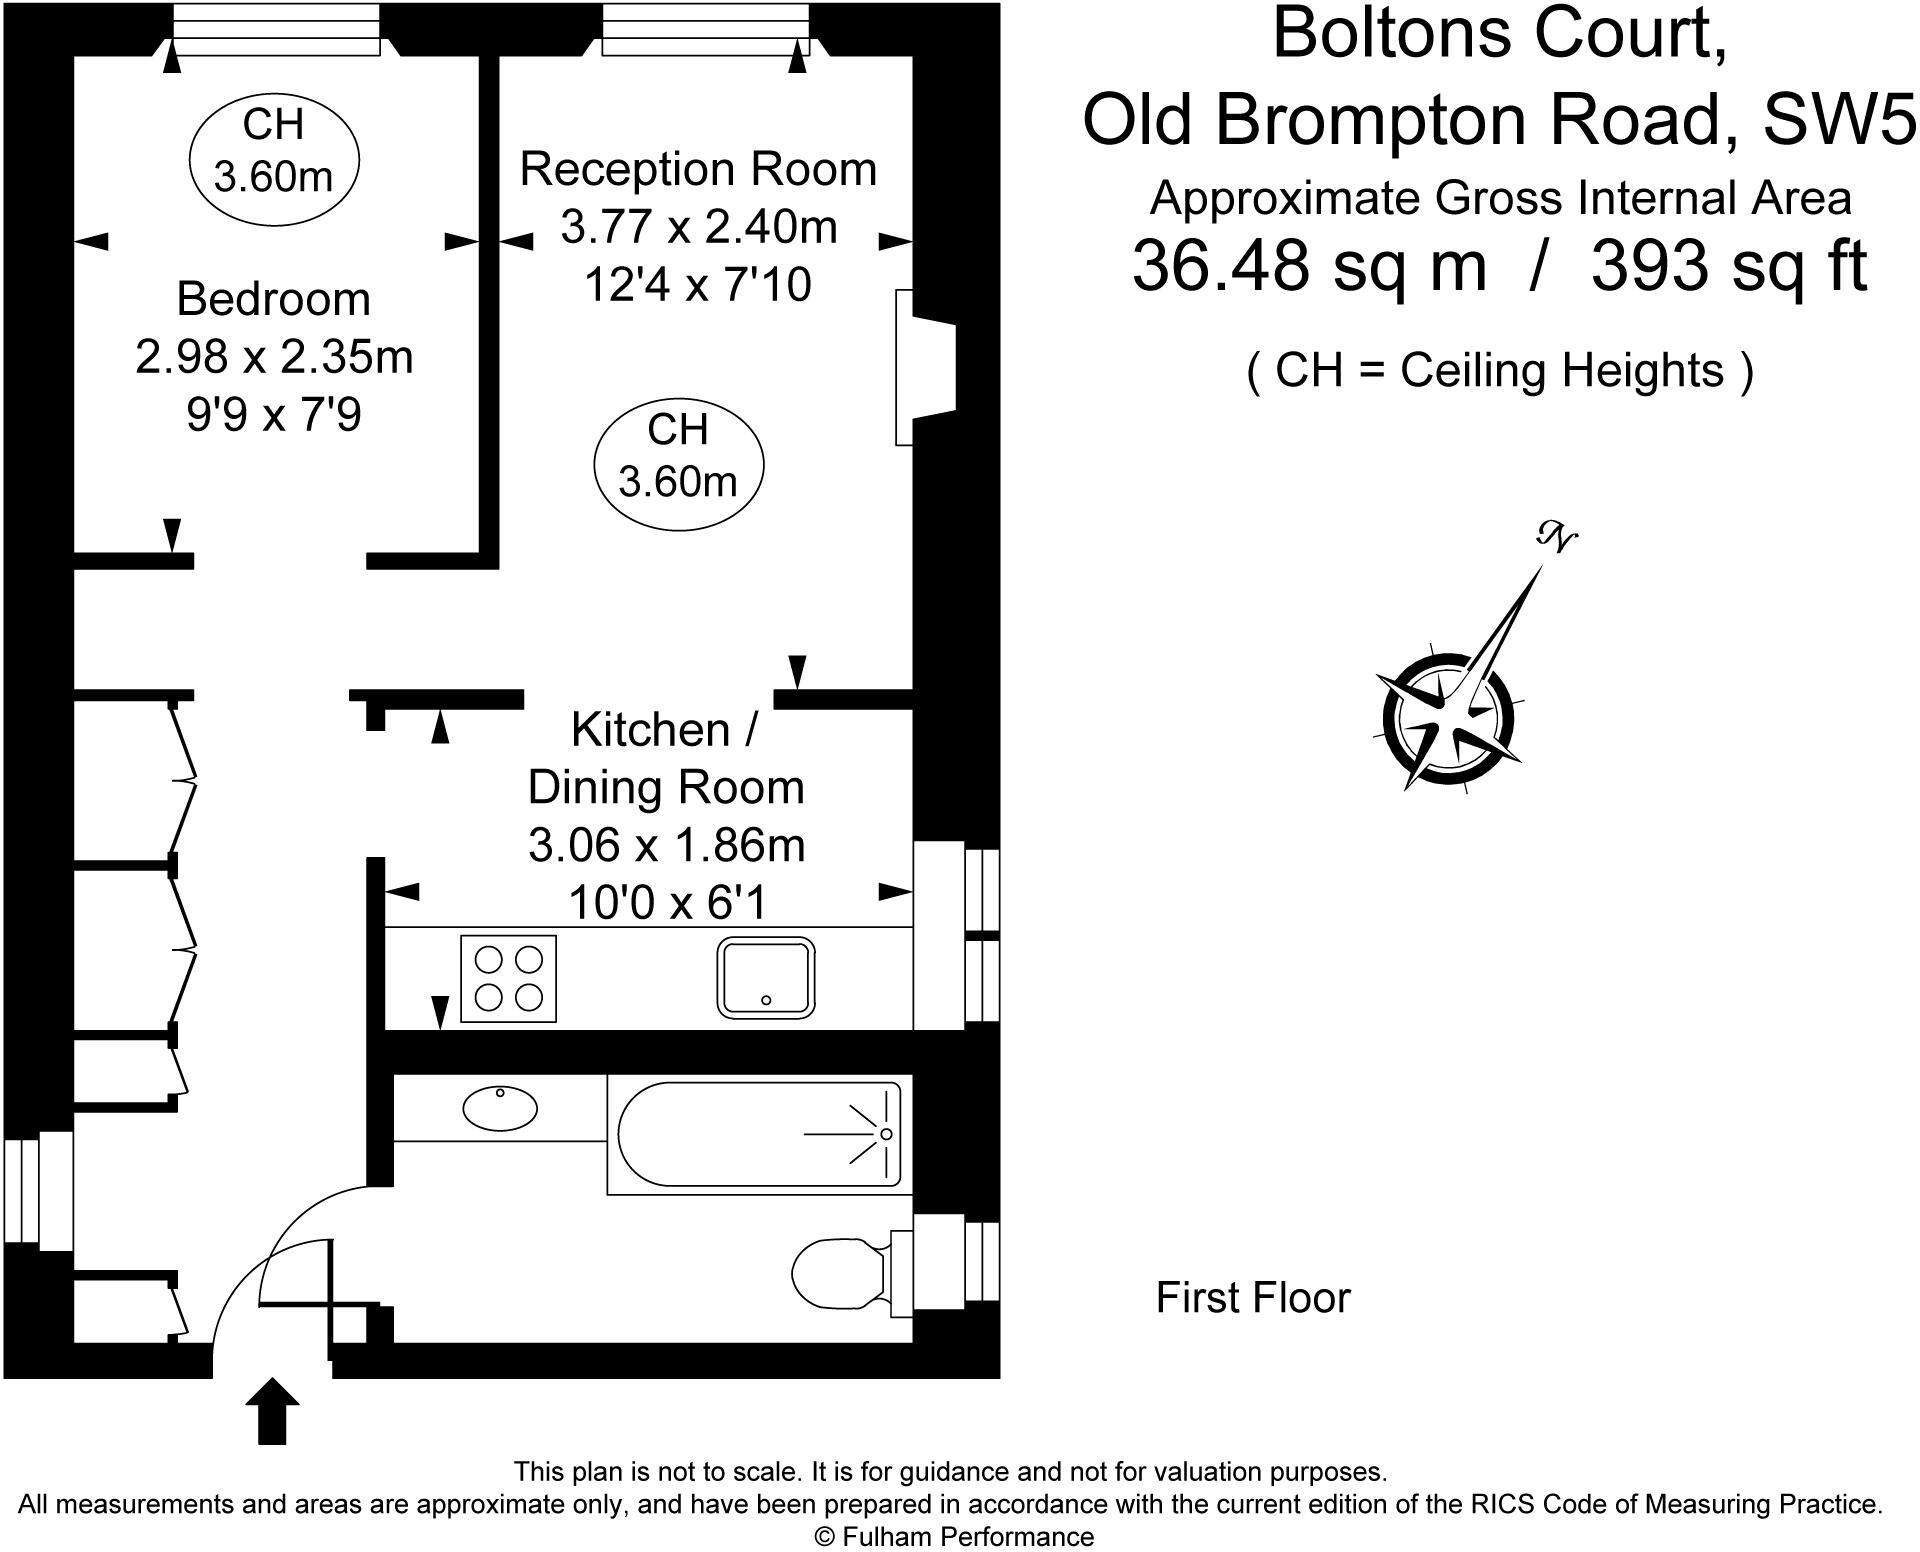 Boltons Court,
Old Brompton Road, SW5
Approximate Gross Internal Area
36.48 sq m / 393 sq ft
( CH = Ceiling Heights )
CH
3.60m
Bedroom
2.98 x 2.35m
9'9 x 7'9
Reception Room
3.77 x 2.40m
12'4 x 7'10
CH
3.60m
N
Kitchen /
Dining Room
3.06 x 1.86m
10'0 x 6'1
First Floor
This plan is not to scale. It is for guidance and not for valuation purposes.
All measurements and areas are approximate only, and have been prepared in accordance with the current edition of the RICS Code of Measuring Practice.
© Fulham Performance